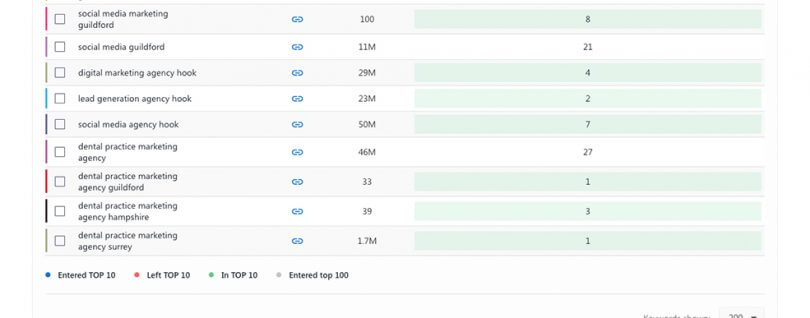 social media marketing
guildford 100 8
social media guildford 11M 21
digital marketing agency hook 29M 4
lead generation agency hook 23M 2
social media agency hook 50M 7
dental practice marketing
agency 46M 27
dental practice marketing
agency guildford 33 1
dental practice marketing
agency hampshire 39 3
dental practice marketing
agency surrey 1.7M 1
Entered TOP 10 Left TOP 10 In TOP 10 Entered top 100
200